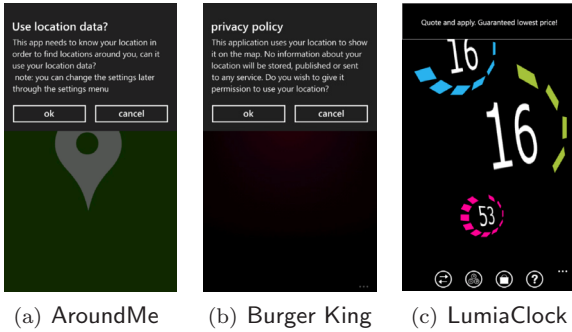 Use location data?
This app needs to know your location in
order to find locations around you, can it
use your location data?
note: you can change the settings later
through the settings menu
ok
cancel
privacy policy
This application uses your location to show
it on the map. No information about your
location will be stored, published or sent
to any service. Do you wish to give it
permission to use your location?
ok
cancel
...
Quote and apply. Guaranteed lowest price!
16
16
53
?
...
(a) AroundMe
(b) Burger King
(c) LumiaClock